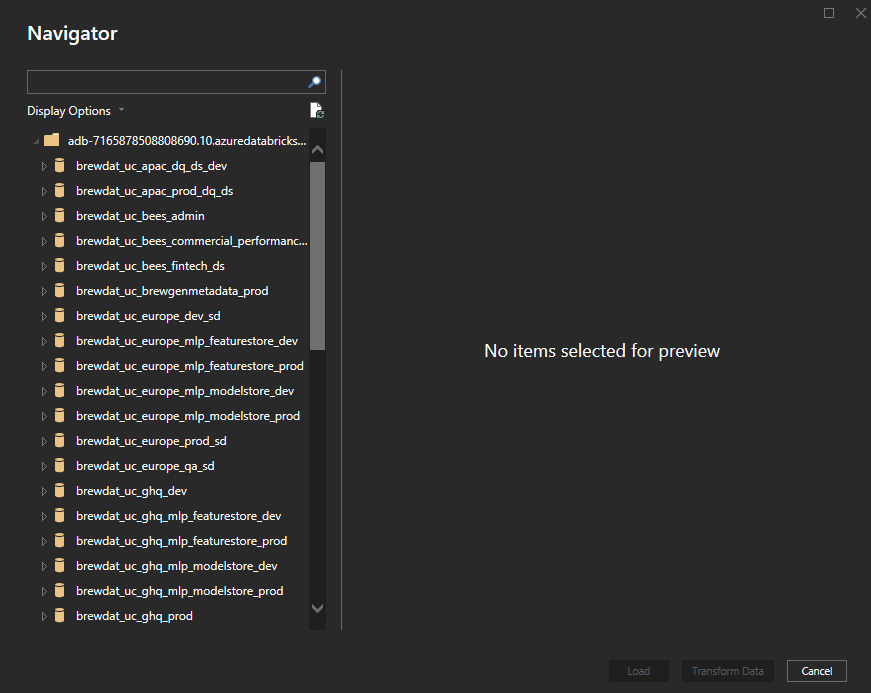 Navigator
Display Options
adb-7165878508808690.10.azuredatabricks...
brewdat_uc_apac_dq_ds_dev
brewdat_uc_apac_prod_dq_ds
brewdat_uc_bees_admin
brewdat_uc_bees_commercial_performanc...
brewdat_uc_bees_fintech_ds
brewdat_uc_brewgenmetadata_prod
brewdat_uc_europe_dev_sd
brewdat_uc_europe_mlp_featurestore_dev
brewdat_uc_europe_mlp_featurestore_prod
brewdat_uc_europe_mlp_modelstore_dev
brewdat_uc_europe_mlp_modelstore_prod
brewdat_uc_europe_prod_sd
brewdat_uc_europe_qa_sd
brewdat_uc_ghq_dev
brewdat_uc_ghq_mlp_featurestore_dev
brewdat_uc_ghq_mlp_featurestore_prod
brewdat_uc_ghq_mlp_modelstore_dev
brewdat_uc_ghq_mlp_modelstore_prod
brewdat_uc_ghq_prod
No items selected for preview
Load
Transform Data
Cancel